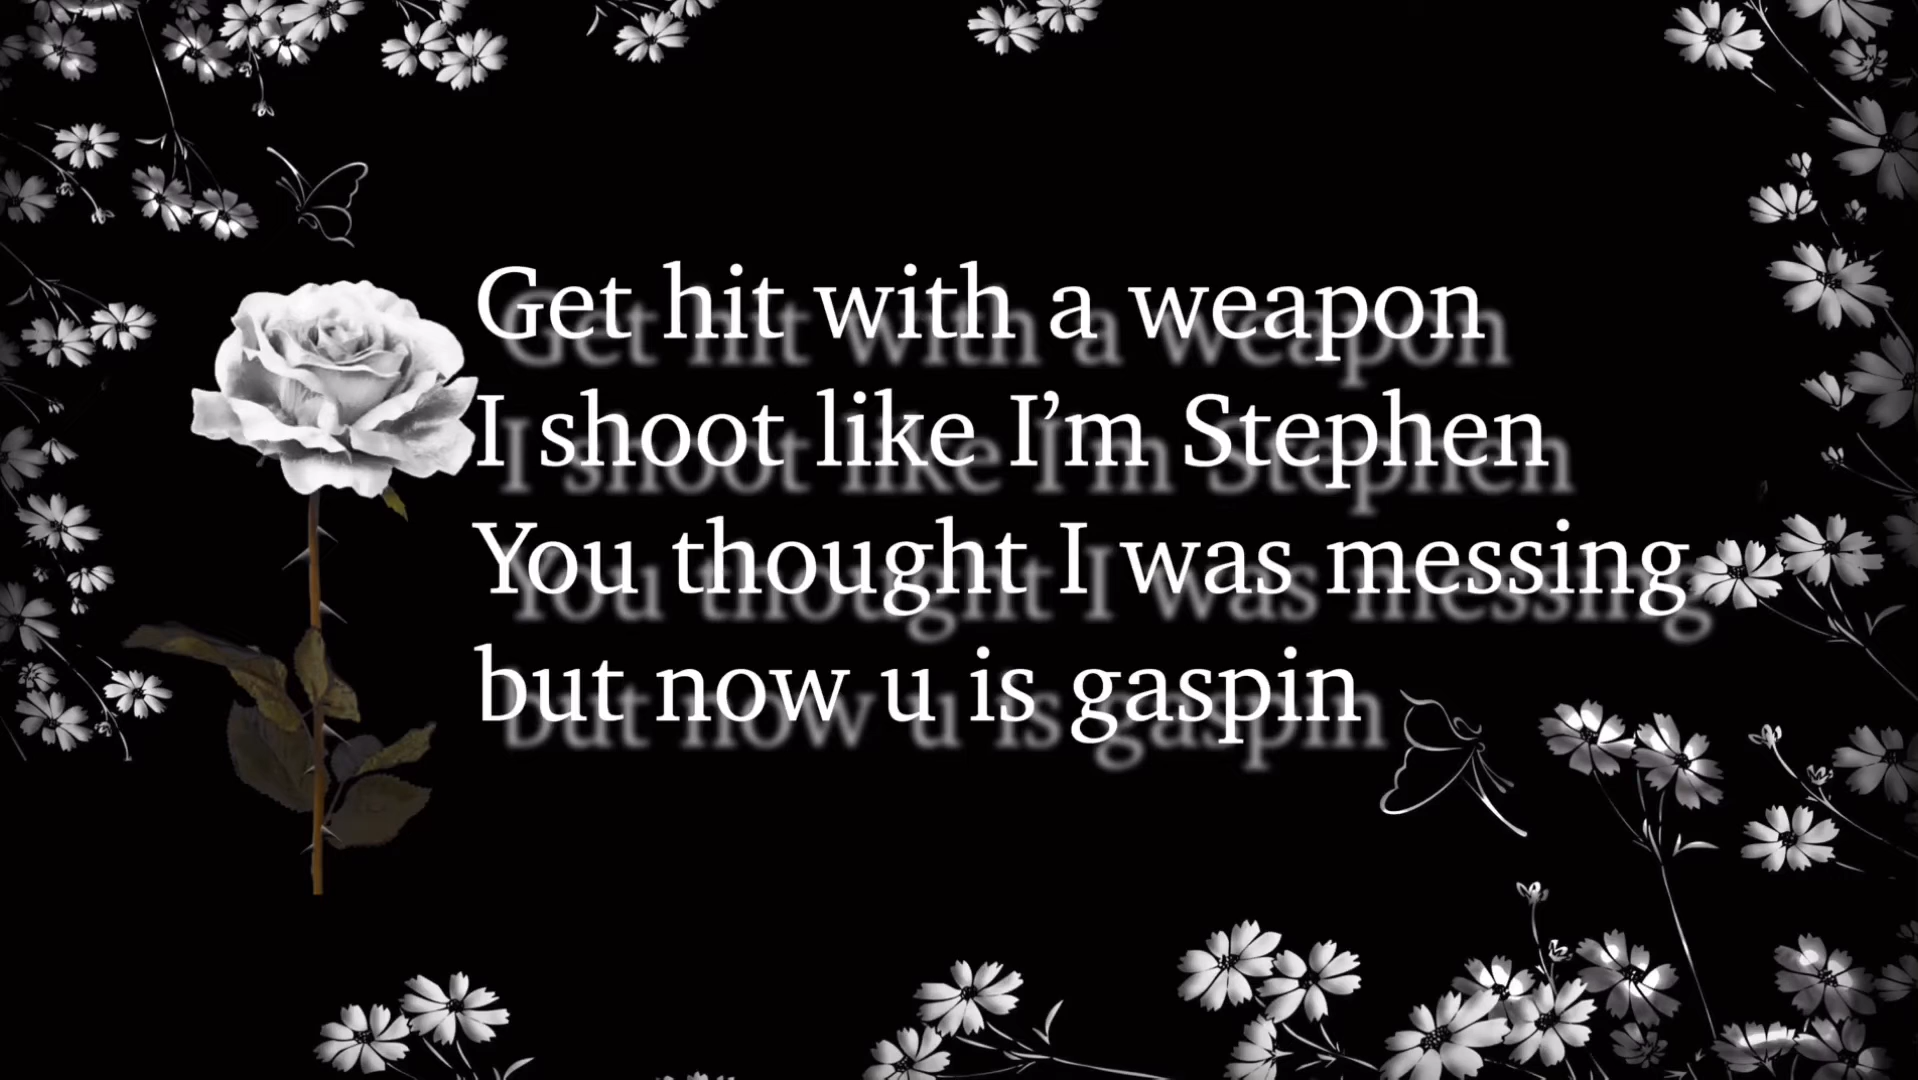 Get hit with a weapon
I shoot like I’m Stephen
You thought I was messing
but now u is gaspin